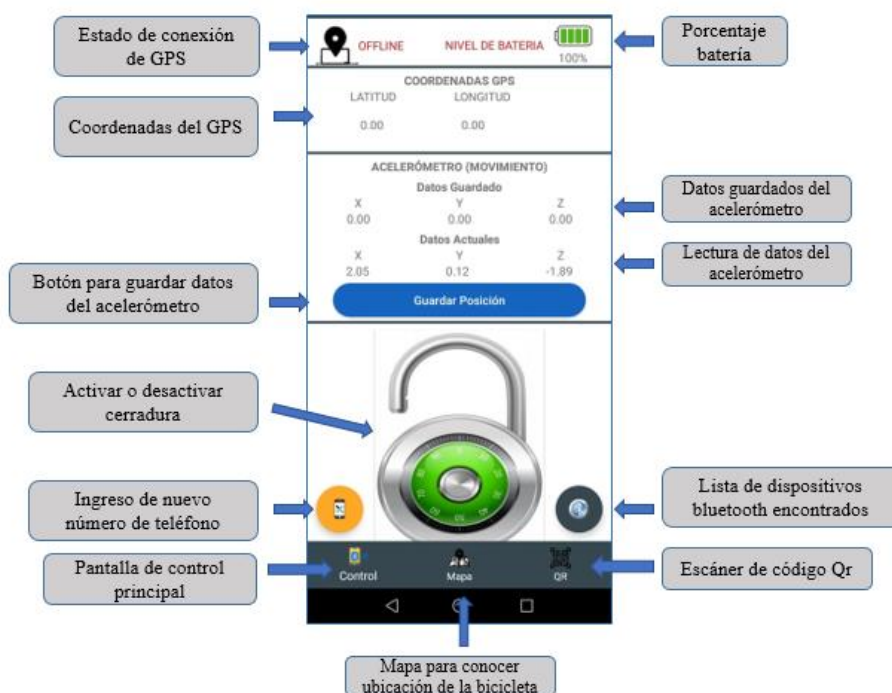 Estado de conexión
de GPS
OFFLINE
NIVEL DE BATERIA
100%
Porcentaje
batería
COORDENADAS GPS
LATITUD LONGITUD
0.00 0.00
Coordenadas del GPS
ACELERÓMETRO (MOVIMIENTO)
Datos Guardado
X Y Z
0.00 0.00 0.00
Datos guardados del
acelerómetro
Datos Actuales
X Y Z
2.05 0.12 -1.89
Lectura de datos del
acelerómetro
Botón para guardar datos
del acelerómetro
Guardar Posición
Activar o desactivar
cerradura
Ingreso de nuevo
número de teléfono
Lista de dispositivos
bluetooth encontrados
Pantalla de control
principal
Control
Mapa
QR
Escáner de código Qr
Mapa para conocer
ubicación de la bicicleta